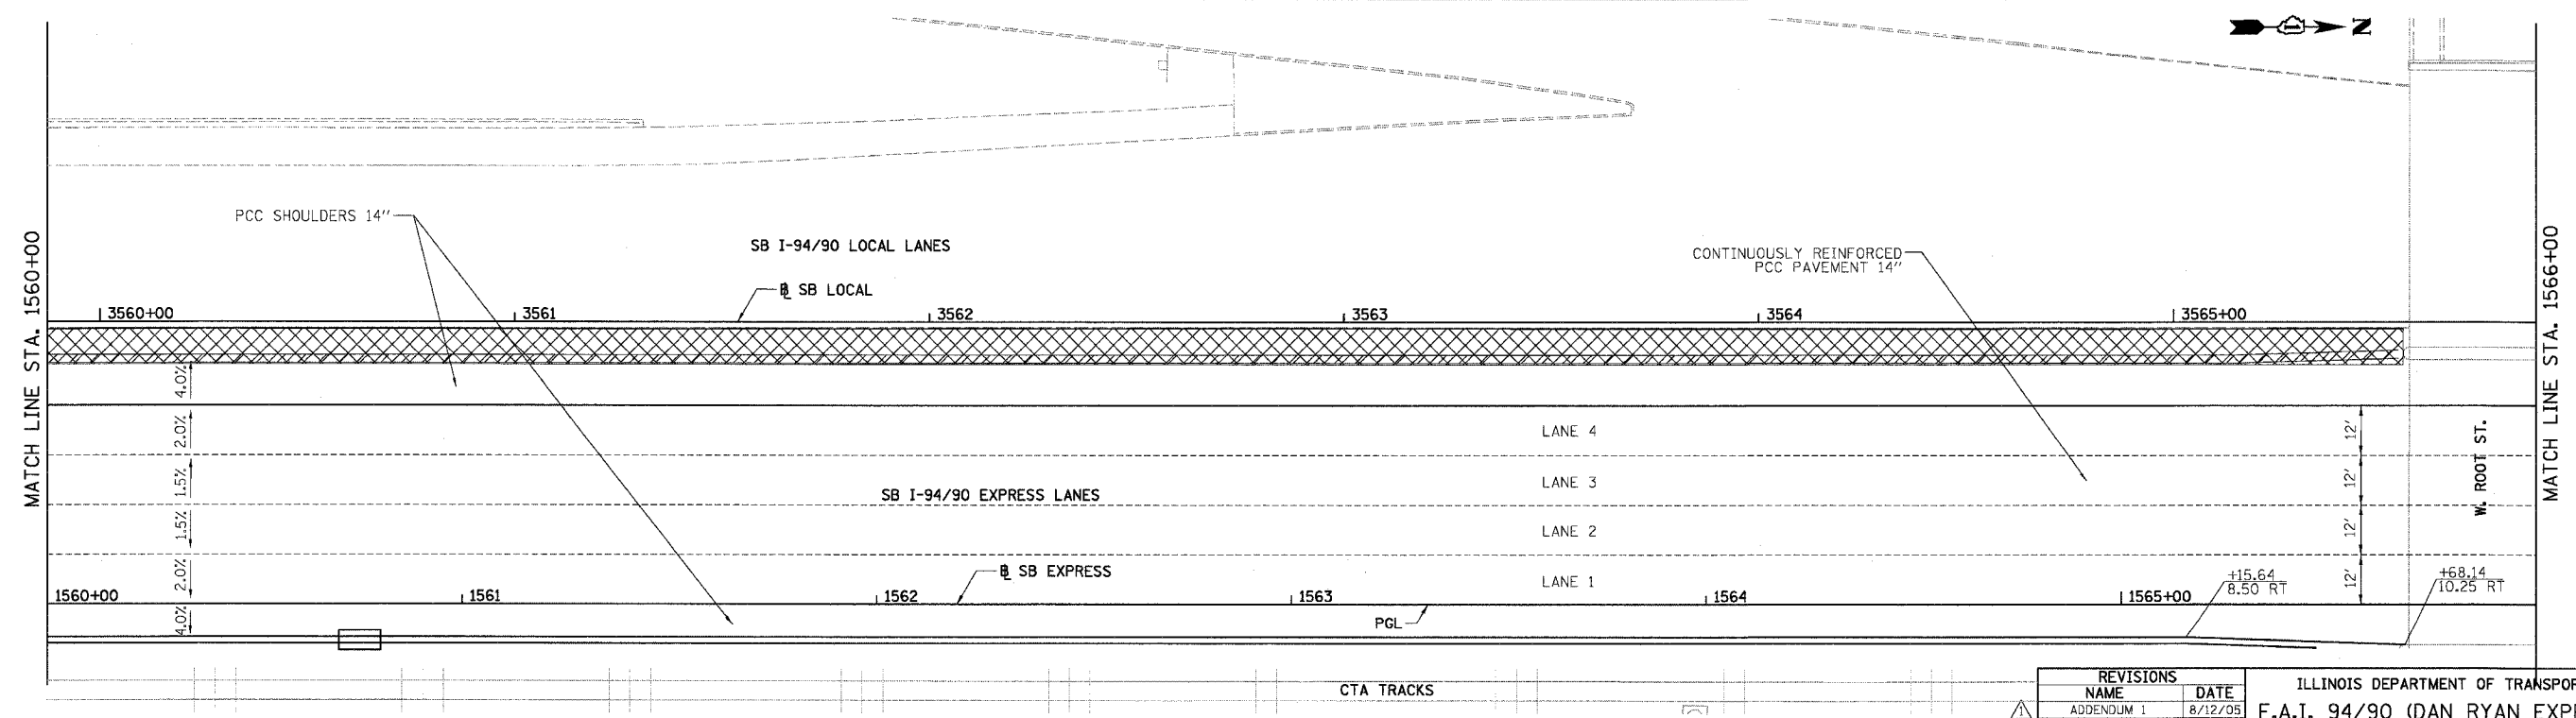 N
MATCH LINE STA. 1560+00
MATCH LINE STA. 1566+00
PCC SHOULDERS 14"
SB I-94/90 LOCAL LANES
CONTINUOUSLY REINFORCED
PCC PAVEMENT 14"
℄ SB LOCAL
3560+00 3561 3562 3563 3564 3565+00
4.0%
2.0%
1.5%
1.5%
2.0%
4.0%
LANE 4
LANE 3
SB I-94/90 EXPRESS LANES
LANE 2
LANE 1
12'
12'
12'
12'
W. ROOT ST.
℄ SB EXPRESS
+15.64
8.50 RT
+68.14
10.25 RT
1560+00 1561 1562 1563 1564 1565+00
PGL
CTA TRACKS
REVISIONS
NAME DATE
1 ADDENDUM 1 8/12/05
ILLINOIS DEPARTMENT OF TRANSPOR
F.A.I. 94/90 (DAN RYAN EXP